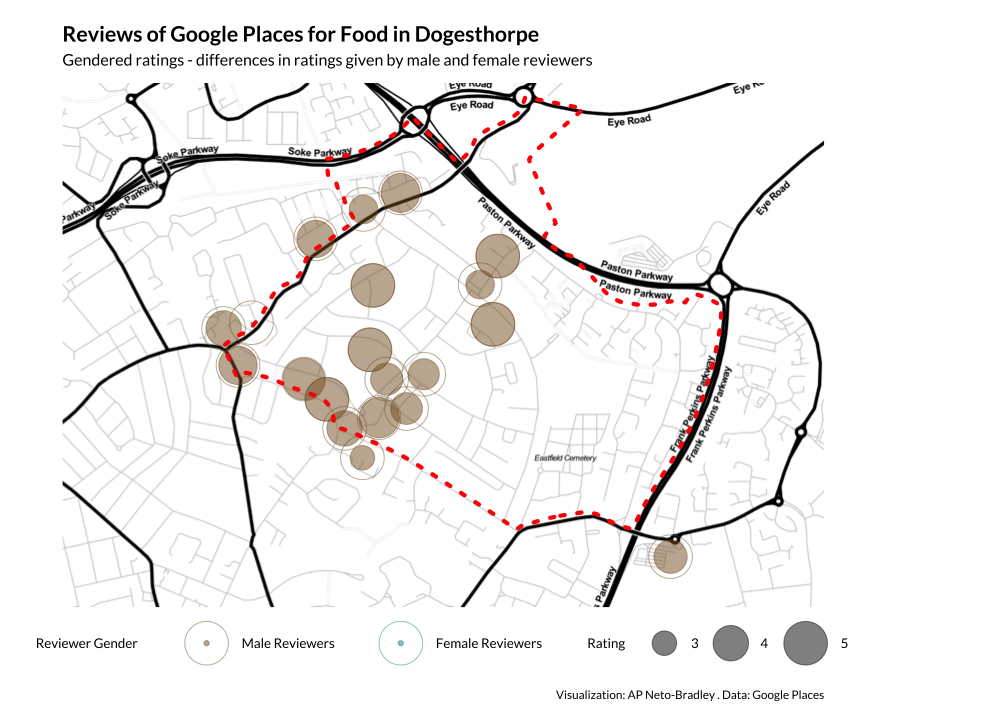 Reviews of Google Places for Food in Dogesthorpe
Gendered ratings - differences in ratings given by male and female reviewers
Eye Road
Eye Road
Eye Road
Soke Parkway
Soke Parkway
Soke Parkway
Parkway
Eye Road
Paston Parkway
Paston Parkway
Paston Parkway
Frank Perkins Parkway
Frank Perkins Parkway
Eastfield Cemetery
s Parkway
Reviewer Gender
Male Reviewers
Female Reviewers
Rating
3
4
5
Visualization: AP Neto-Bradley . Data: Google Places